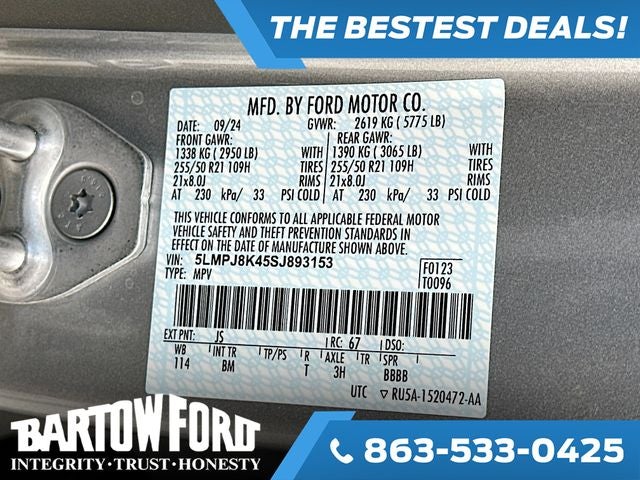 THE BESTEST DEALS!
MFD. BY FORD MOTOR CO.
DATE: 09/24 GVWR: 2619 KG ( 5775 LB)
FRONT GAWR: REAR GAWR:
1338 KG ( 2950 LB) WITH 1390 KG ( 3065 LB) WITH
255/50 R21 109H TIRES 255/50 R21 109H TIRES
21x8.0J RIMS 21x8.0J RIMS
AT 230 kPa/ 33 PSI COLD AT 230 kPa/ 33 PSI COLD
THIS VEHICLE CONFORMS TO ALL APPLICABLE FEDERAL MOTOR
VEHICLE SAFETY AND THEFT PREVENTION STANDARDS IN
EFFECT ON THE DATE OF MANUFACTURE SHOWN ABOVE.
VIN: 5LMPJ8K45SJ893153 F0123
TYPE: MPV T0096
EXT PNT: JS RC: 67 DSO:
WB INT TR TP/PS R AXLE TR SPR
114 BM T 3H BBBB
UTC ▽ RU5A-1520472-AA
BARTOW FORD
INTEGRITY·TRUST·HONESTY
863-533-0425